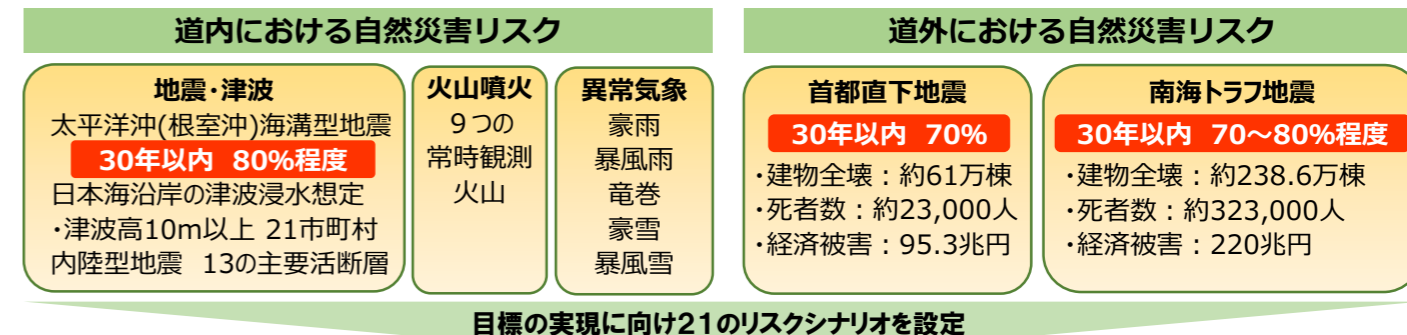 道内における自然災害リスク
地震・津波
太平洋沖(根室沖)海溝型地震
30年以内 80%程度
日本海沿岸の津波浸水想定
・津波高10m以上 21市町村
内陸型地震 13の主要活断層
火山噴火
９つの
常時観測
火山
異常気象
豪雨
暴風雨
竜巻
豪雪
暴風雪
道外における自然災害リスク
首都直下地震
30年以内 70%
・建物全壊：約61万棟
・死者数：約23,000人
・経済被害：95.3兆円
南海トラフ地震
30年以内 70～80%程度
・建物全壊：約238.6万棟
・死者数：約323,000人
・経済被害：220兆円
目標の実現に向け２１のリスクシナリオを設定